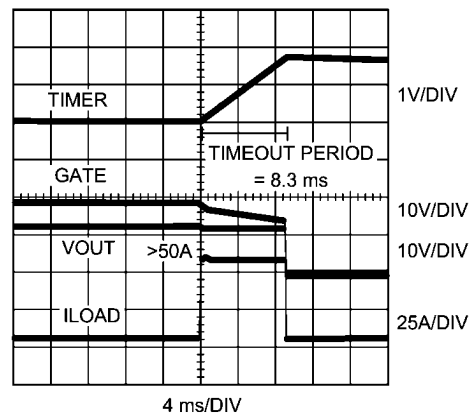 TIMER
1V/DIV
TIMEOUT PERIOD
= 8.3 ms
GATE
10V/DIV
VOUT
>50A
10V/DIV
ILOAD
25A/DIV
4 ms/DIV